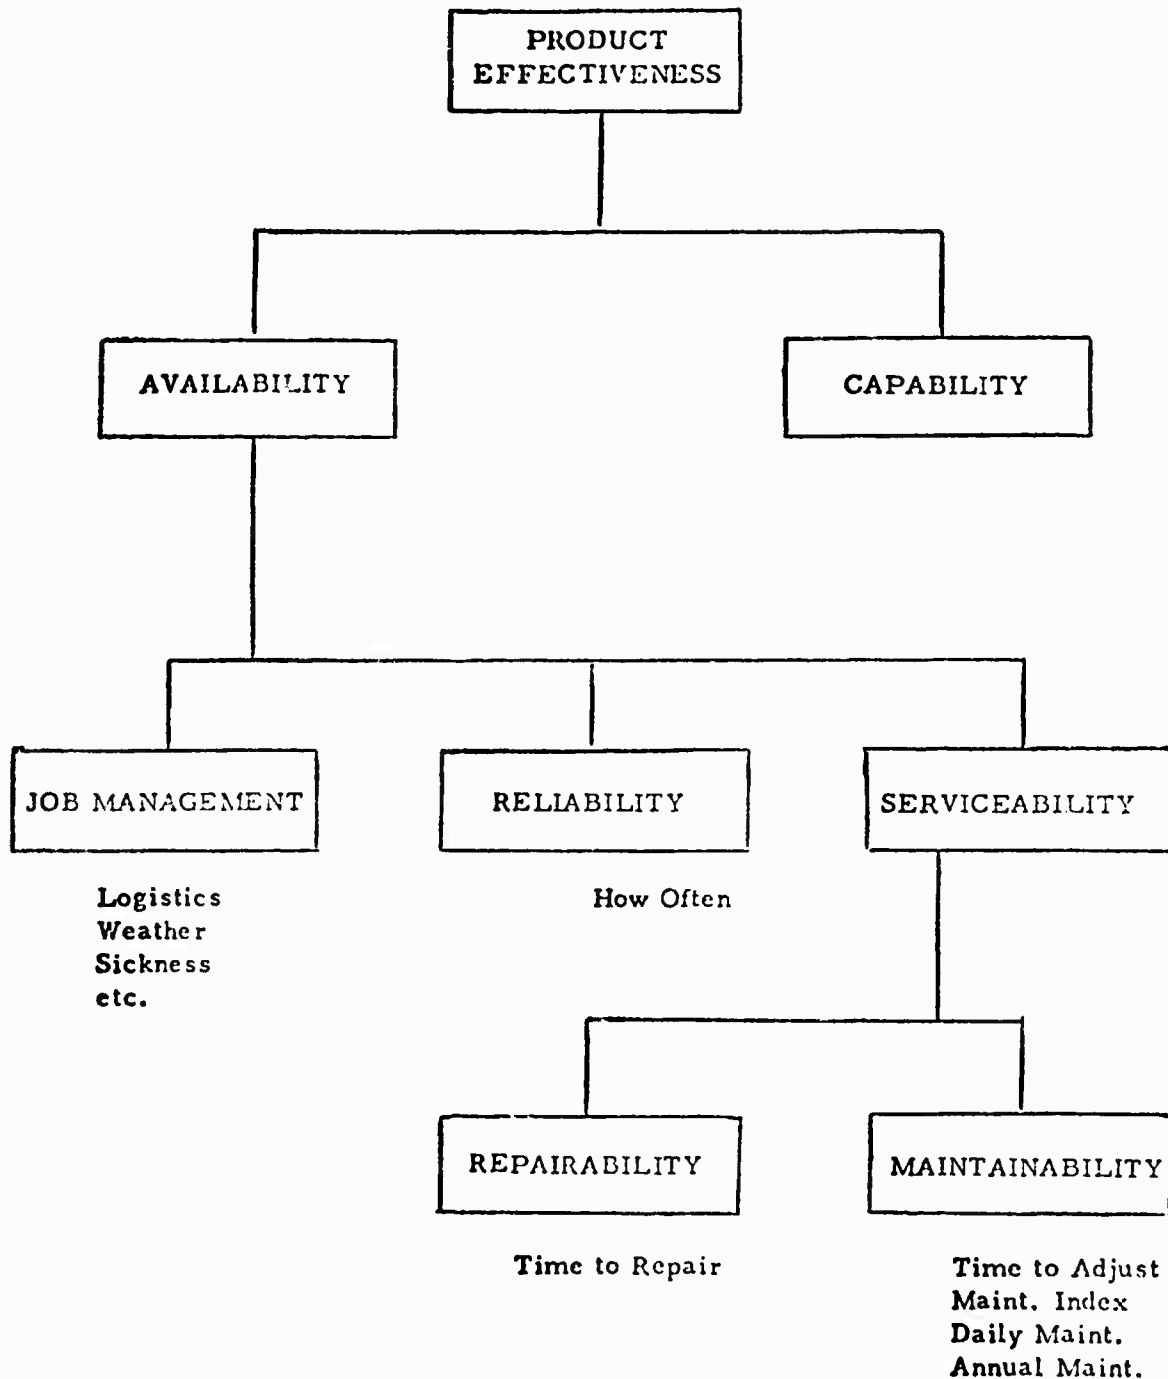 PRODUCT
EFFECTIVENESS
AVAILABILITY
CAPABILITY
JOB MANAGEMENT
RELIABILITY
SERVICEABILITY
Logistics
Weather
Sickness
etc.
How Often
REPAIRABILITY
MAINTAINABILITY
Time to Repair
Time to Adjust
Maint. Index
Daily Maint.
Annual Maint.